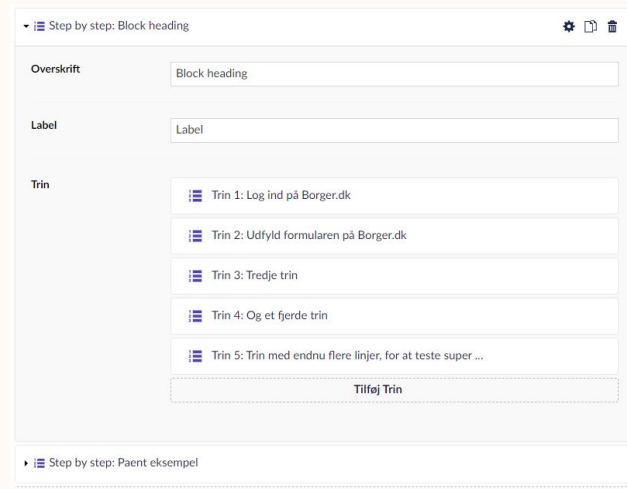 Step by step: Block heading
Overskrift
Block heading
Label
Label
Trin
Trin 1: Log ind på Borger.dk
Trin 2: Udfyld formularen på Borger.dk
Trin 3: Tredje trin
Trin 4: Og et fjerde trin
Trin 5: Trin med endnu flere linjer, for at teste super ...
Tilføj Trin
Step by step: Paent eksempel